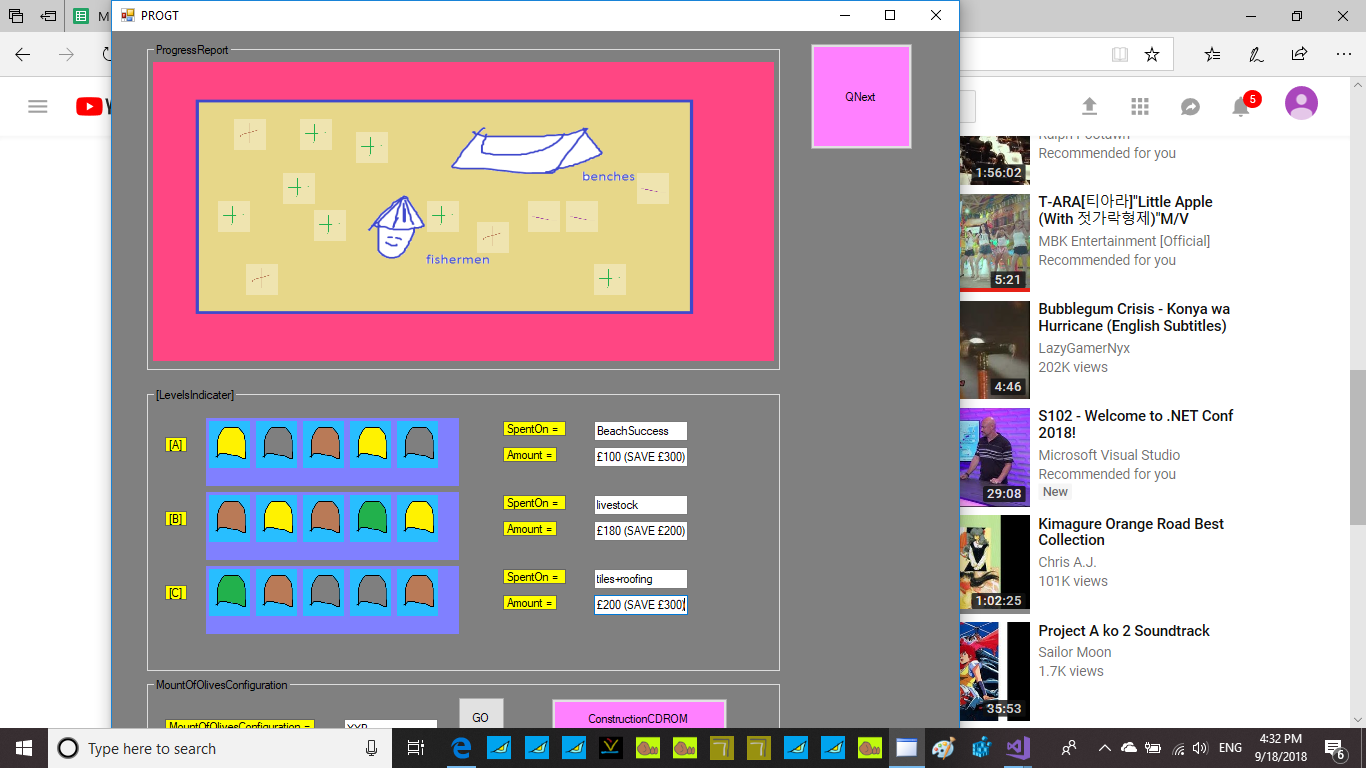 M
PROGT
ProgressReport
benches
fishermen
QNext
[LevelsIndicater]
[A]
SpentOn =
BeachSuccess
Amount =
£100 (SAVE £300)
[B]
SpentOn =
livestock
Amount =
£180 (SAVE £200)
[C]
SpentOn =
tiles+roofing
Amount =
£200 (SAVE £300)
MountOfOlivesConfiguration
MountOfOlivesConfiguration =
GO
ConstructionCDROM
5
1:56:02
Recommended for you
T-ARA[티아라]"Little Apple
(With 젓가락형제)"M/V
MBK Entertainment [Official]
Recommended for you
5:21
Bubblegum Crisis - Konya wa
Hurricane (English Subtitles)
LazyGamerNyx
202K views
4:46
S102 - Welcome to .NET Conf
2018!
Microsoft Visual Studio
Recommended for you
New
29:08
Kimagure Orange Road Best
Collection
Chris A.J.
101K views
1:02:25
Project A ko 2 Soundtrack
Sailor Moon
1.7K views
35:53
Type here to search
ENG
4:32 PM
9/18/2018
6